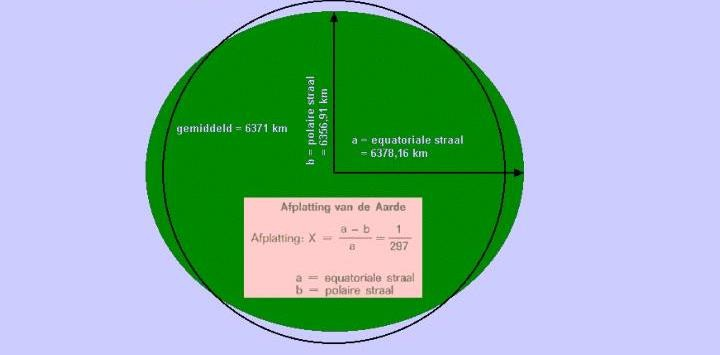 b = polaire straal
= 6356,91 km
gemiddeld = 6371 km
a = equatoriale straal
= 6378,16 km
Afplatting van de Aarde
Afplatting: X = a - b / a = 1 / 297
a = equatoriale straal
b = polaire straal